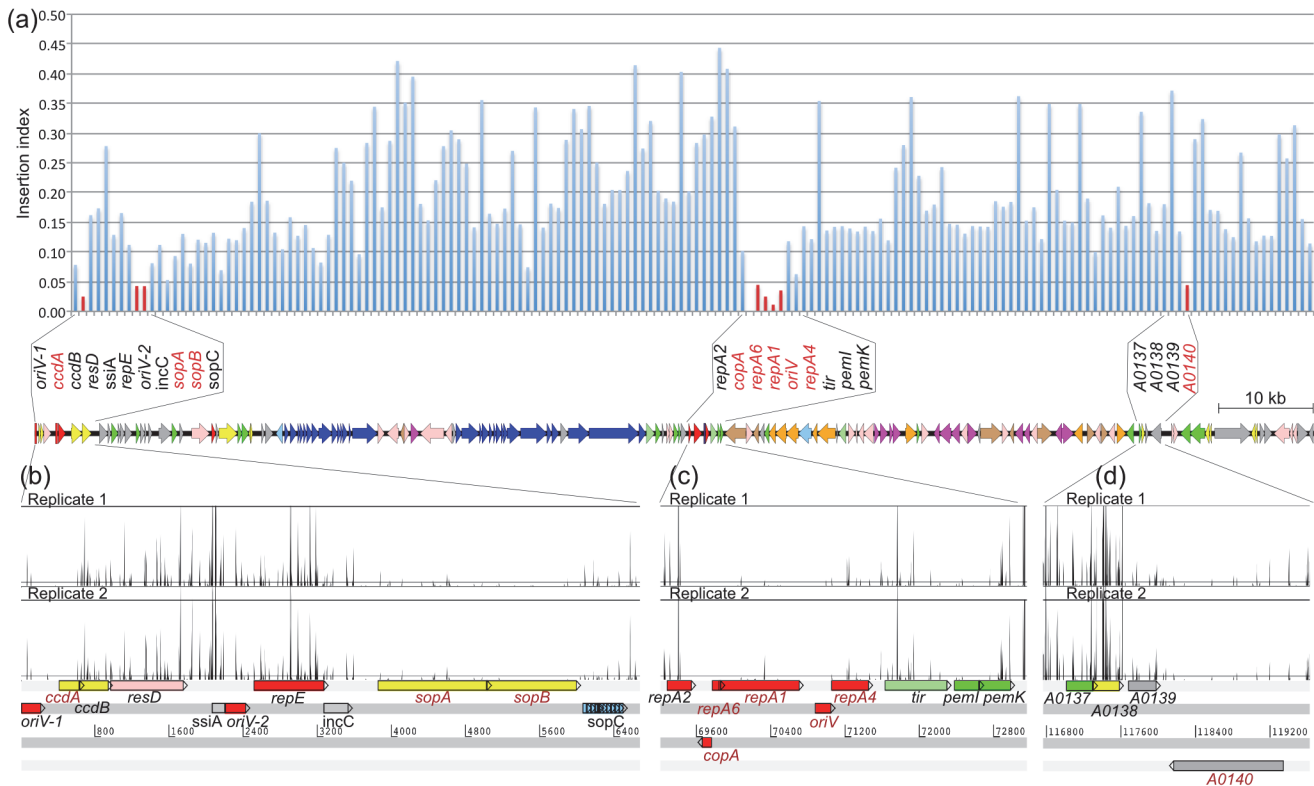 (a)
Insertion index
0.50
0.45
0.40
0.35
0.30
0.25
0.20
0.15
0.10
0.05
0.00
oriV-1
ccdA
ccdB
resD
ssiA
repE
oriV-2
incC
sopA
sopB
sopC
repA2
copA
repA6
repA1
oriV
repA4
tir
pemI
pemK
A0137
A0138
A0139
A0140
10 kb
(b)
Replicate 1
Replicate 2
ccdA
resD
repE
sopA
sopB
oriV-1
ccdB
ssiA
oriV-2
incC
sopC
800
1600
2400
3200
4000
4800
5600
6400
(c)
Replicate 1
Replicate 2
repA2
repA6
repA1
repA4
tir
pemI
pemK
oriV
69600
70400
71200
72000
72800
copA
(d)
Replicate 1
Replicate 2
A0137
A0138
A0139
116800
117600
118400
119200
A0140